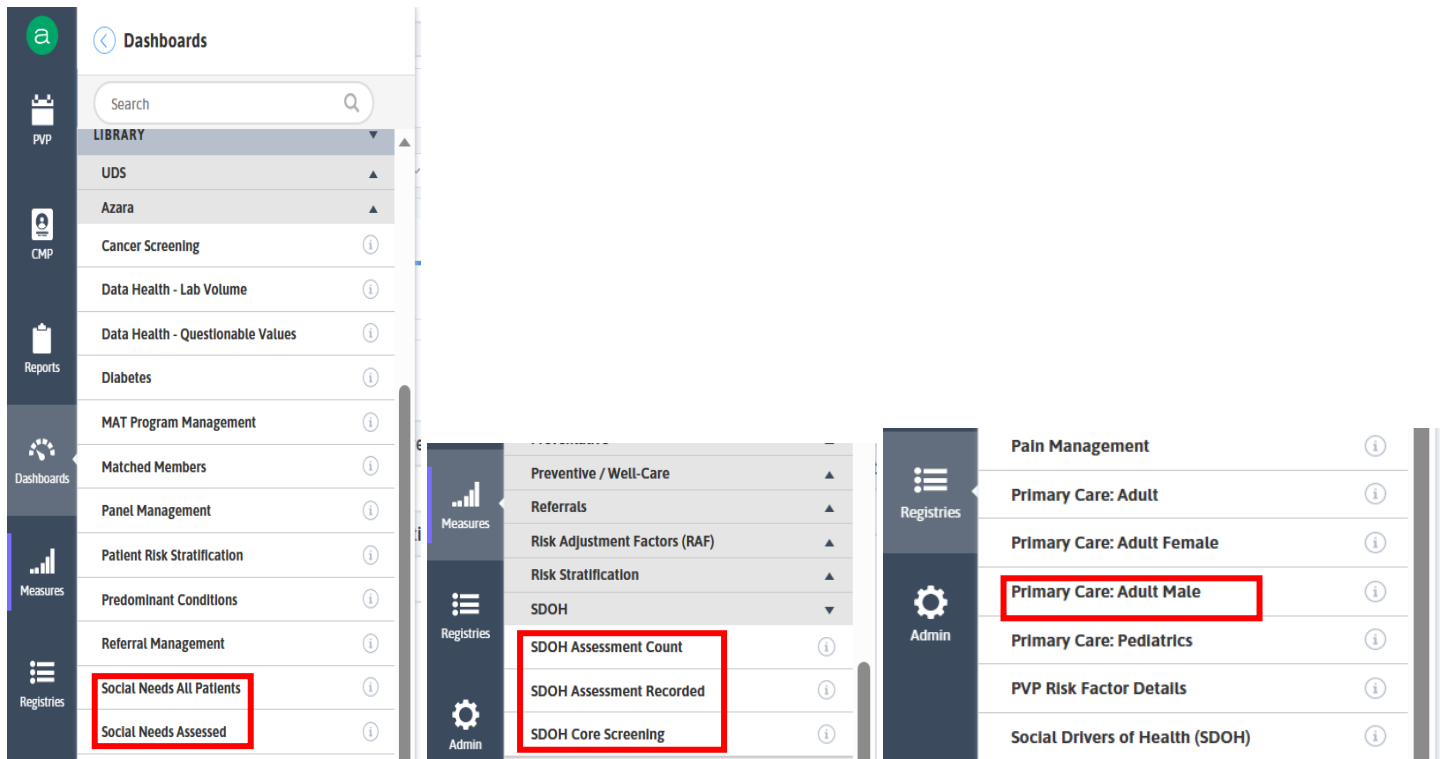 a
Dashboards
Search
LIBRARY
UDS
Azara
Cancer Screening
Data Health - Lab Volume
Data Health - Questionable Values
Diabetes
MAT Program Management
Matched Members
Panel Management
Patient Risk Stratification
Predominant Conditions
Referral Management
Social Needs All Patients
Social Needs Assessed
PVP
CMP
Reports
Dashboards
Measures
Registries
Preventive / Well-Care
Referrals
Risk Adjustment Factors (RAF)
Risk Stratification
SDOH
SDOH Assessment Count
SDOH Assessment Recorded
SDOH Core Screening
Measures
Registries
Admin
Pain Management
Primary Care: Adult
Primary Care: Adult Female
Primary Care: Adult Male
Primary Care: Pediatrics
PVP Risk Factor Details
Social Drivers of Health (SDOH)
Registries
Admin